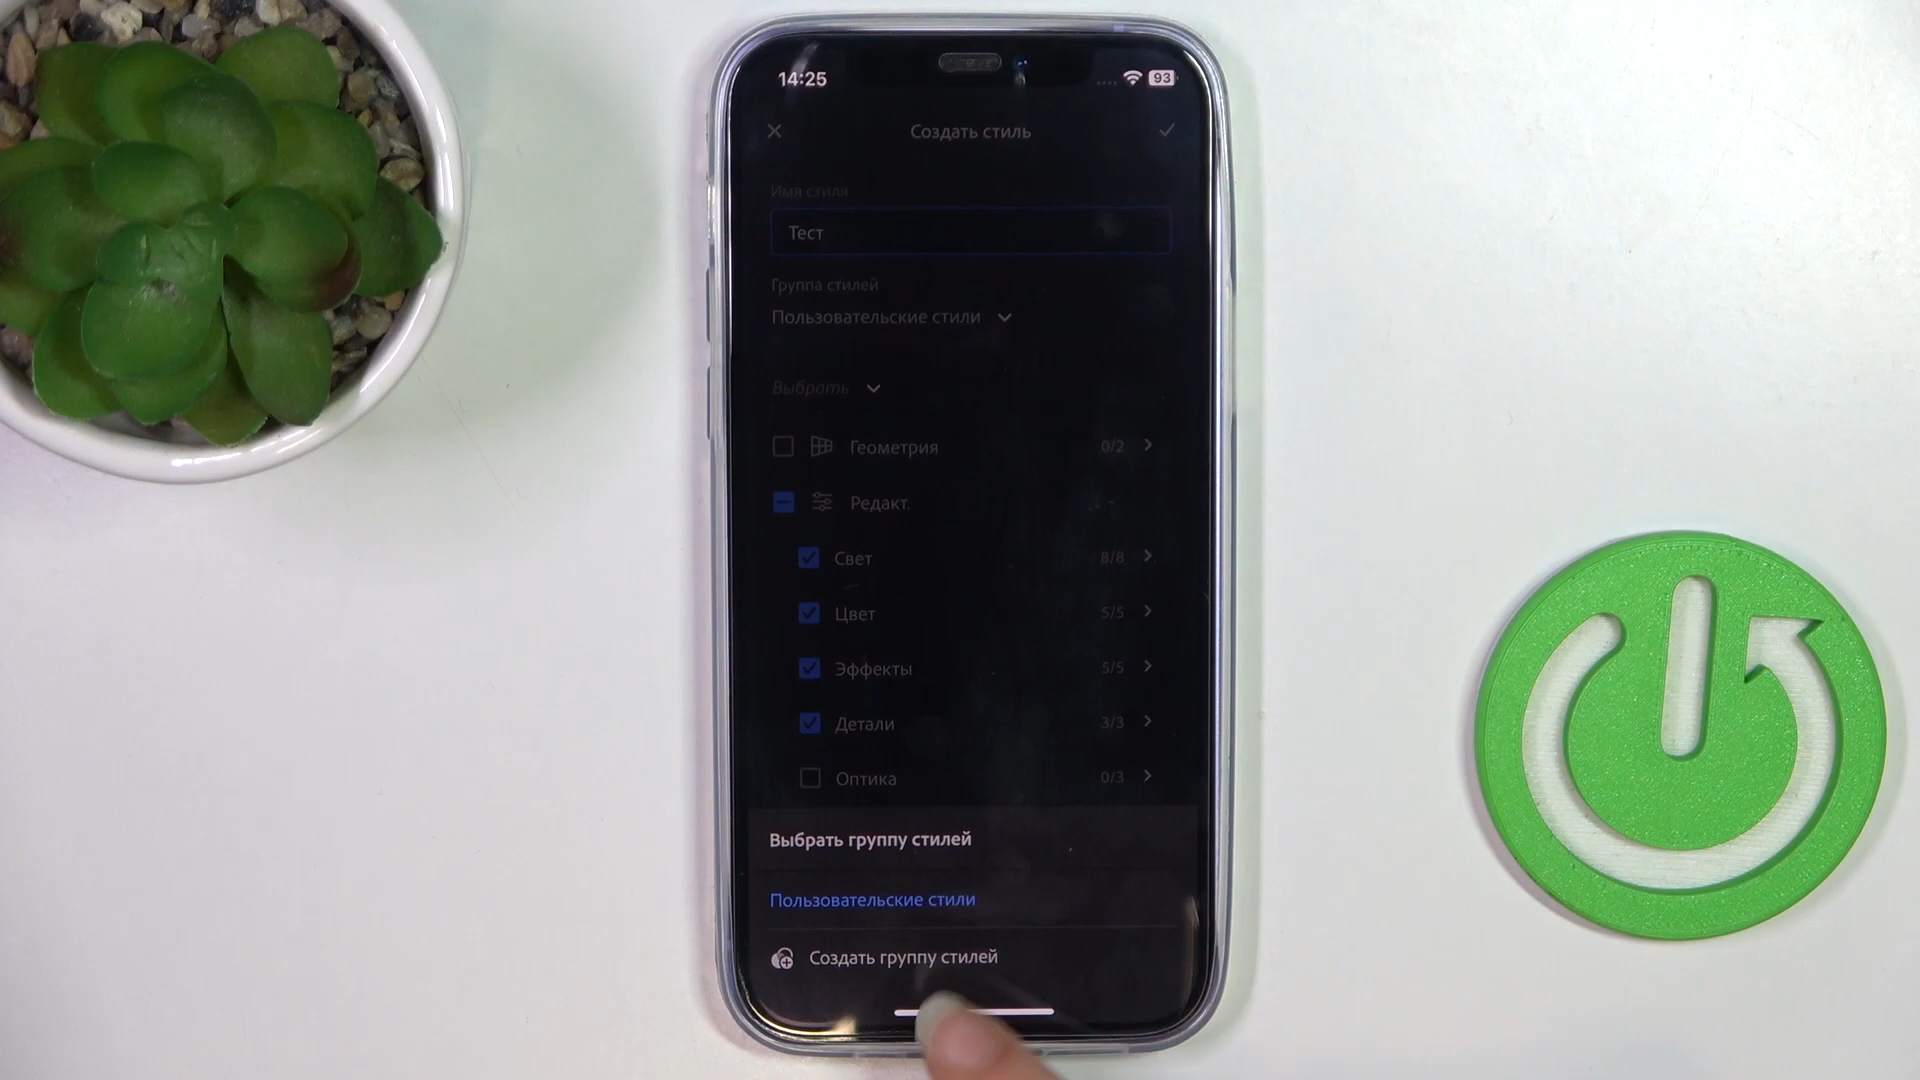 14:25
93
Создать стиль
Имя стиля
Тест
Группа стилей
Пользовательские стили
Выбрать
Геометрия 0/2
Редакт.
Свет 8/8
Цвет 5/5
Эффекты 5/5
Детали 3/3
Оптика 0/3
Выбрать группу стилей
Пользовательские стили
Создать группу стилей